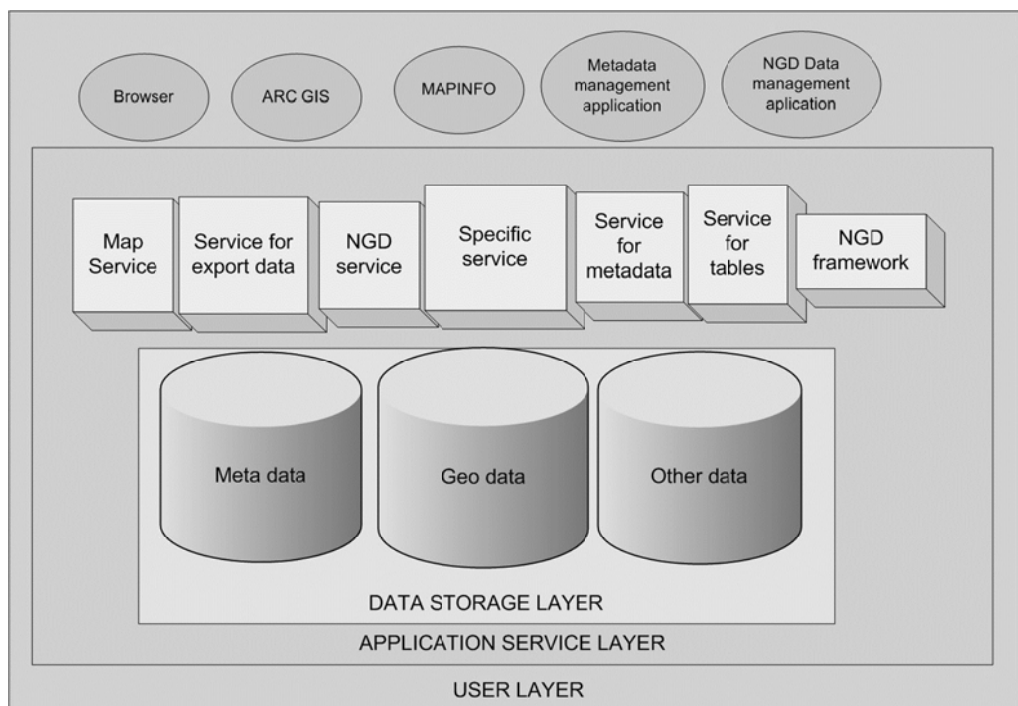 Browser
ARC GIS
MAPINFO
Metadata
management
application
NGD Data
management
aplication
Map
Service
Service for
export data
NGD
service
Specific
service
Service
for
metadata
Service
for
tables
NGD
framework
Meta data
Geo data
Other data
DATA STORAGE LAYER
APPLICATION SERVICE LAYER
USER LAYER